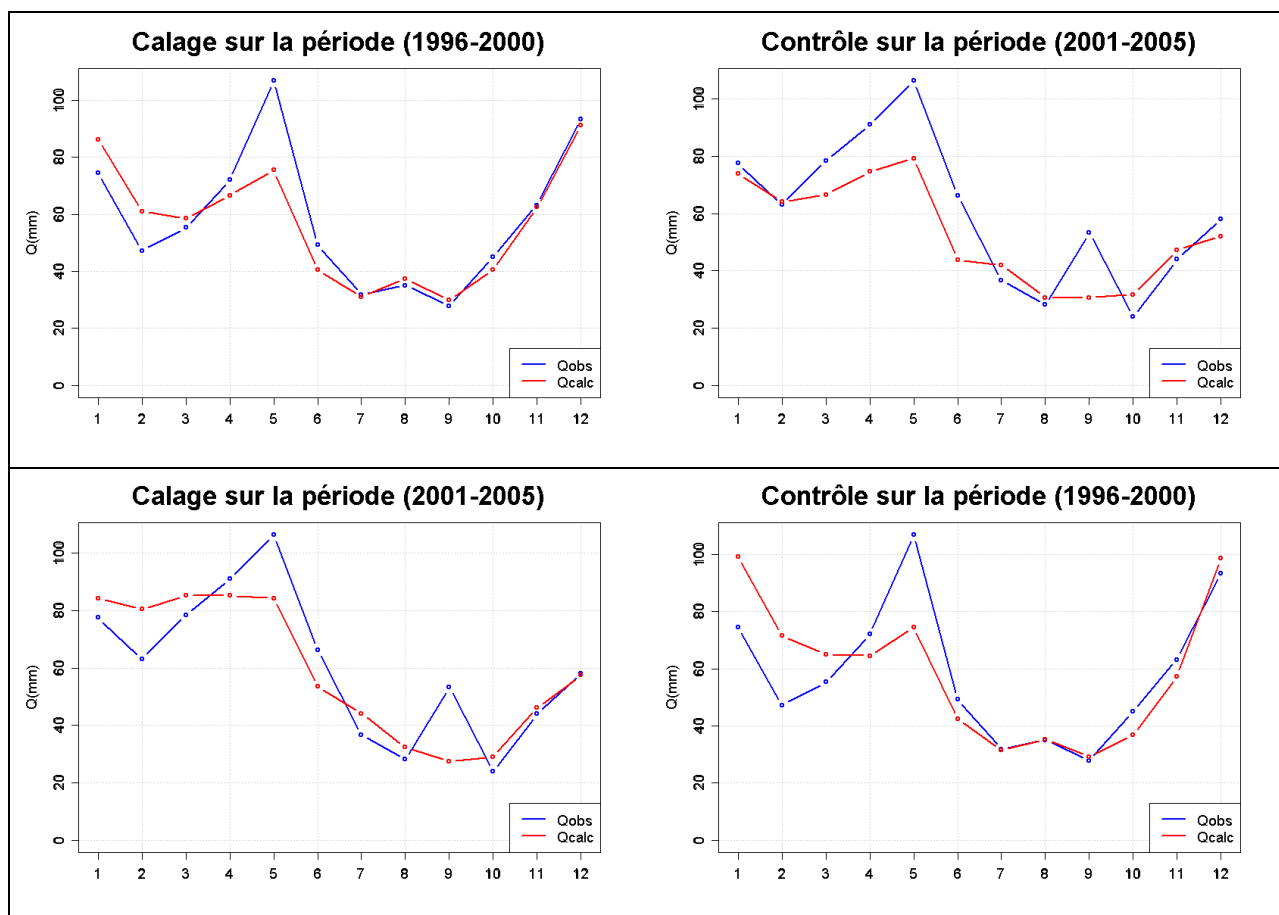 Calage sur la période (1996-2000)
Q(mm)
100
80
60
40
20
0
1 2 3 4 5 6 7 8 9 10 11 12
Qobs
Qcalc
Contrôle sur la période (2001-2005)
Q(mm)
100
80
60
40
20
0
1 2 3 4 5 6 7 8 9 10 11 12
Qobs
Qcalc
Calage sur la période (2001-2005)
Q(mm)
100
80
60
40
20
0
1 2 3 4 5 6 7 8 9 10 11 12
Qobs
Qcalc
Contrôle sur la période (1996-2000)
Q(mm)
100
80
60
40
20
0
1 2 3 4 5 6 7 8 9 10 11 12
Qobs
Qcalc